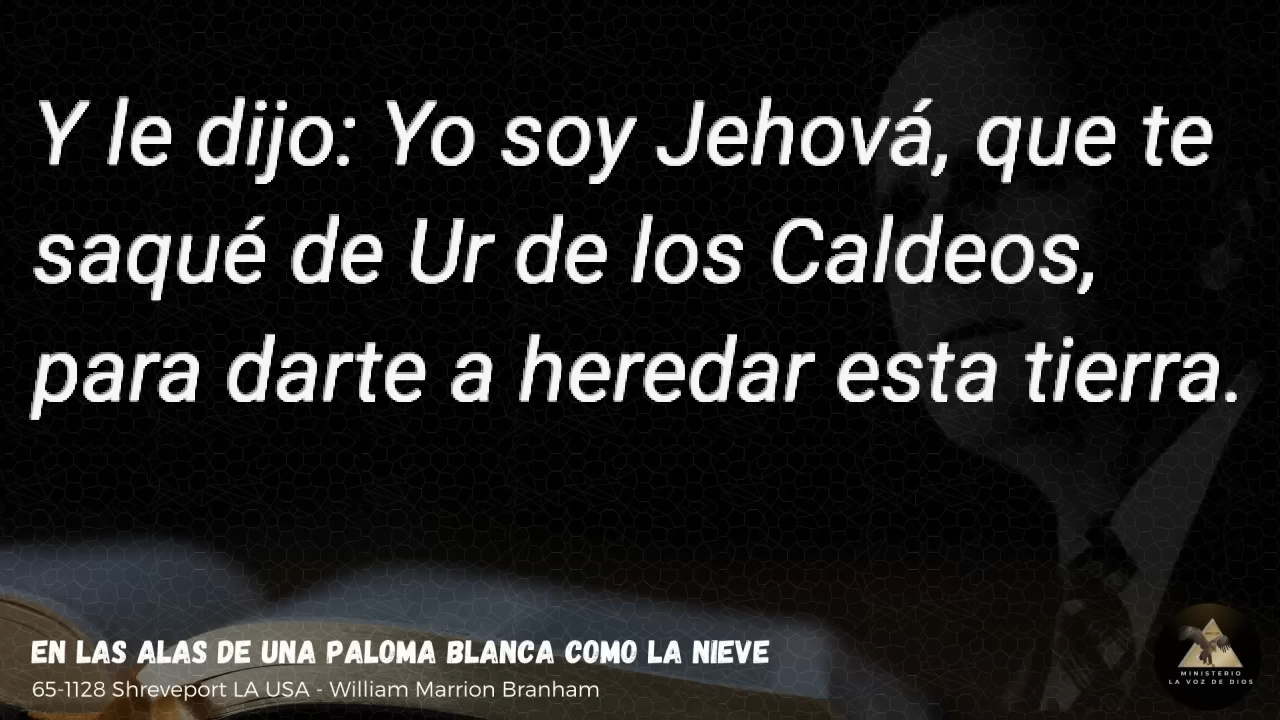 Y le dijo: Yo soy Jehová, que te
saqué de Ur de los Caldeos,
para darte a heredar esta tierra.
EN LAS ALAS DE UNA PALOMA BLANCA COMO LA NIEVE
65-1128 Shreveport LA USA - William Marrion Branham
MINISTERIO
LA VOZ DE DIOS